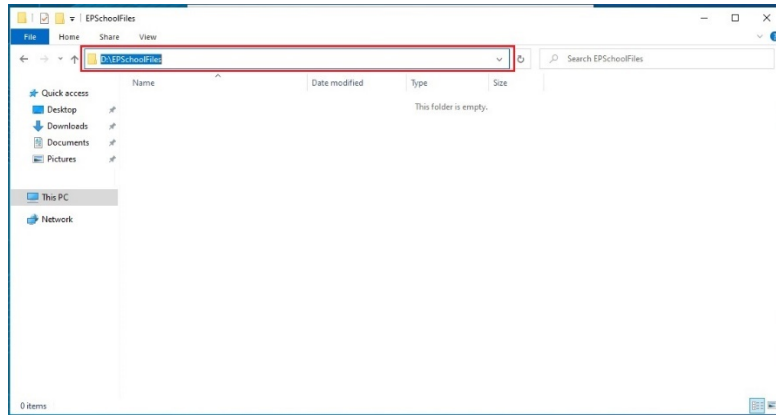 EPSchoolFiles
File Home Share View
D:\EPSchoolFiles Search EPSchoolFiles
Name Date modified Type Size
This folder is empty.
Quick access
Desktop
Downloads
Documents
Pictures
This PC
Network
0 items